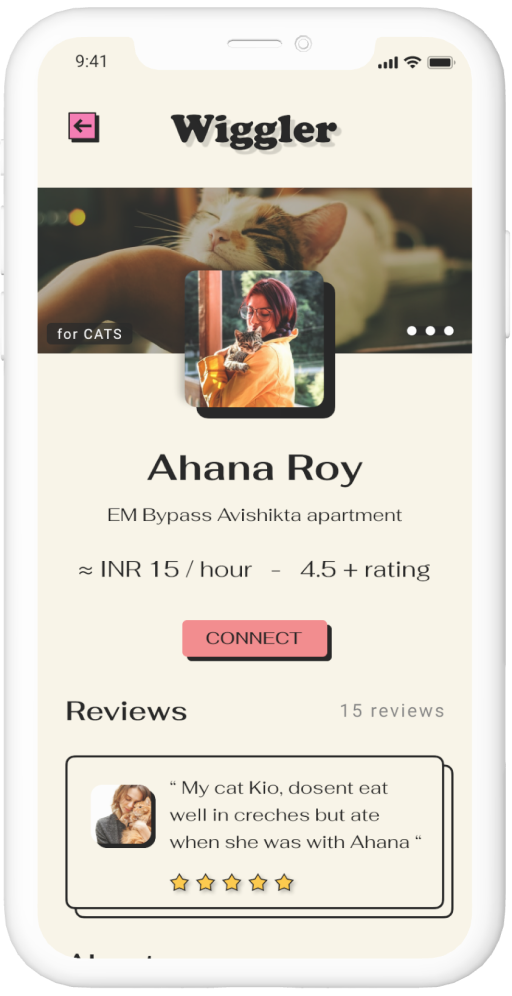 9:41
Wiggler
for CATS
Ahana Roy
EM Bypass Avishikta apartment
≈ INR 15 / hour - 4.5 + rating
CONNECT
Reviews 15 reviews
“ My cat Kio, dosent eat
well in creches but ate
when she was with Ahana “